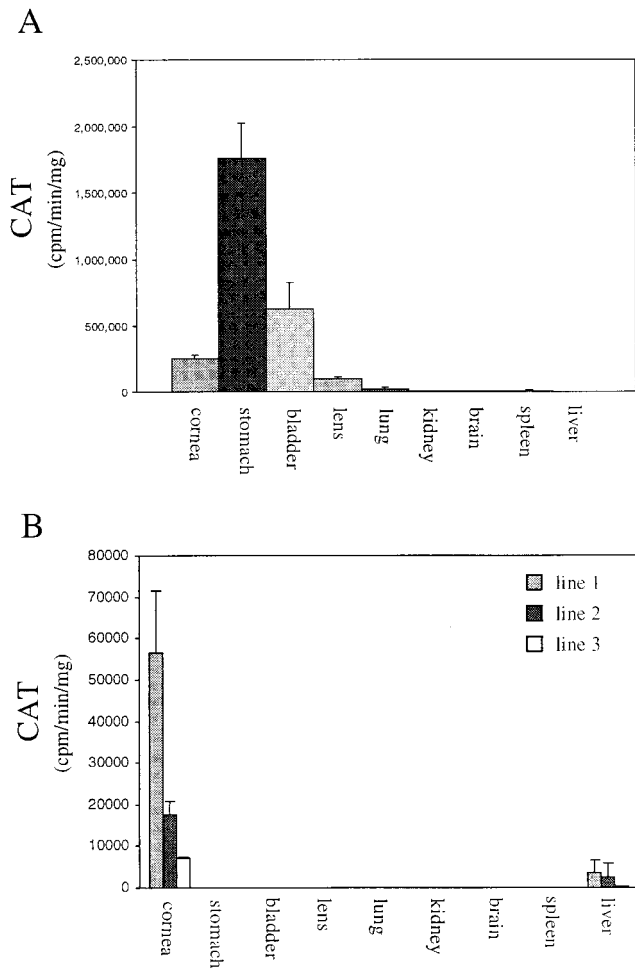 A
CAT
(cpm/min/mg)
2,500,000
2,000,000
1,500,000
1,000,000
500,000
0
cornea
stomach
bladder
lens
lung
kidney
brain
spleen
liver
B
CAT
(cpm/min/mg)
80000
70000
60000
50000
40000
30000
20000
10000
0
line 1
line 2
line 3
cornea
stomach
bladder
lens
lung
kidney
brain
spleen
liver